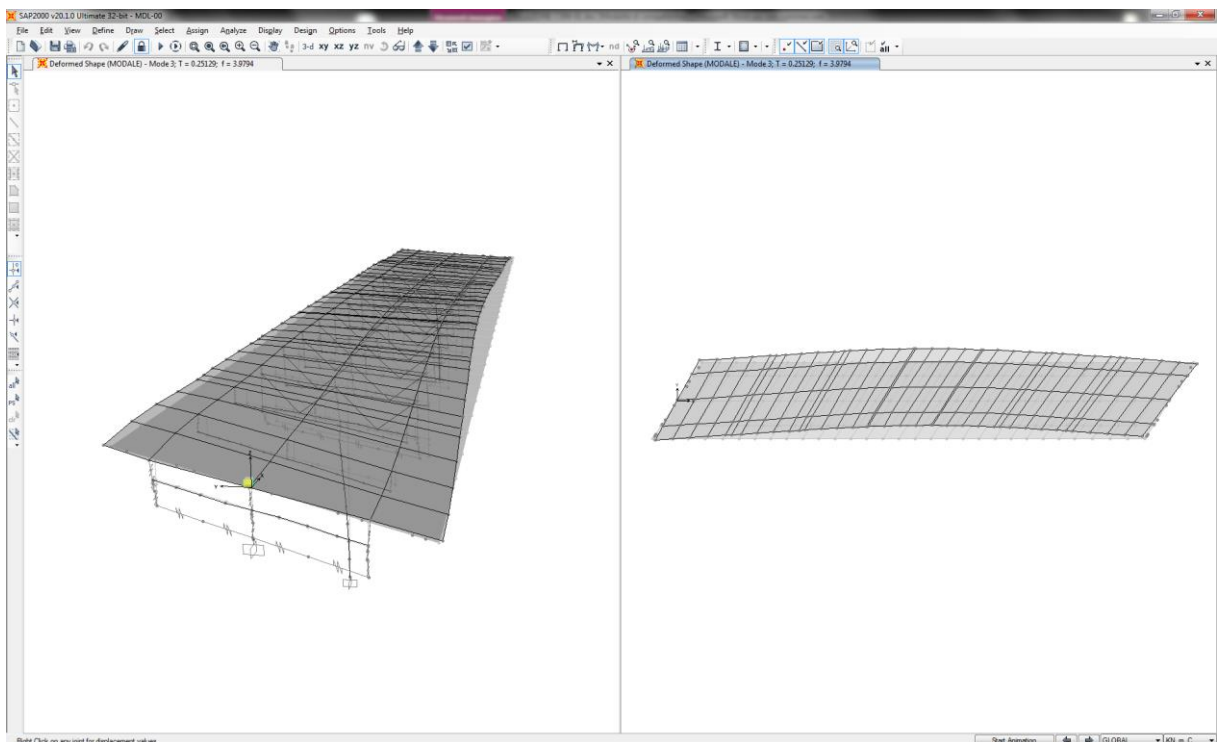 SAP2000 v20.1.0 Ultimate 32-bit - MDL-00
File Edit View Define Draw Select Assign Analyze Display Design Options Tools Help
3-d xy xz yz nv
nd
Deformed Shape (MODALE) - Mode 3; T = 0.25129; f = 3.9794
Deformed Shape (MODALE) - Mode 3; T = 0.25129; f = 3.9794
all
Right Click on any joint for displacement values
Start Animation
GLOBAL
KN, m, C